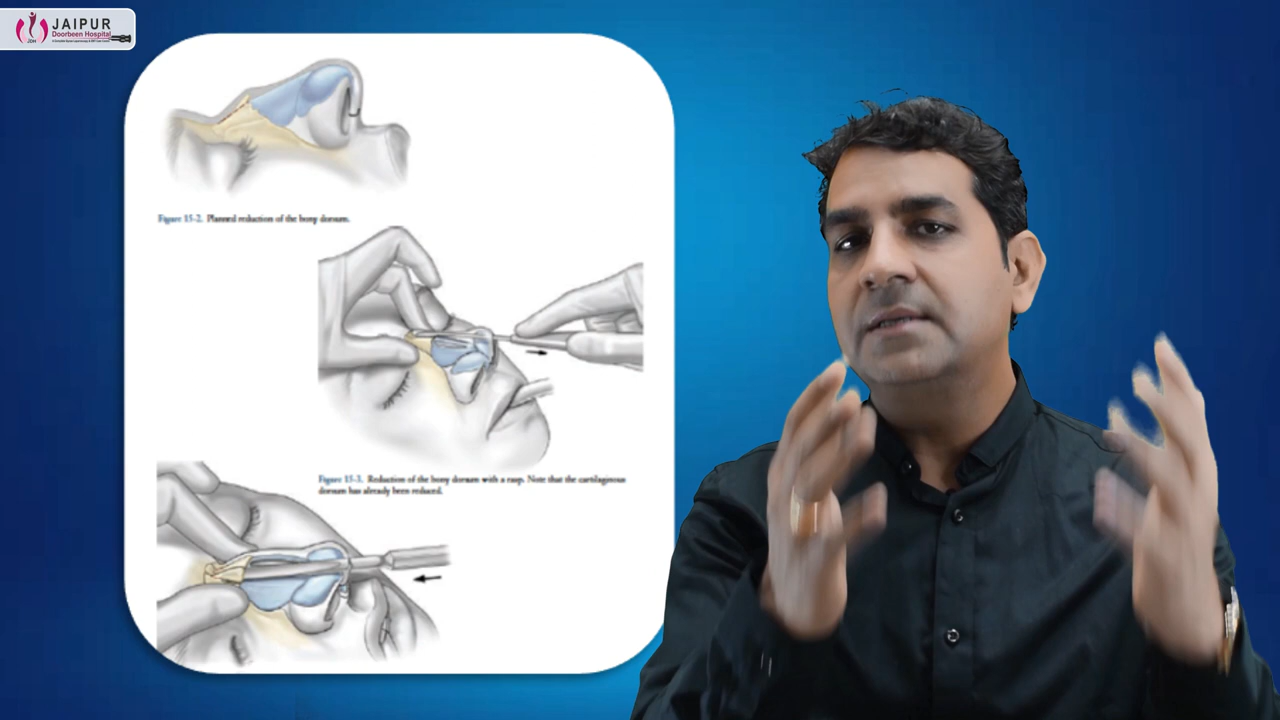 JAIPUR
Doorbeen Hospital
JDH
Figure 15-2. Planned reduction of the bony dorsum.
Figure 15-3. Reduction of the bony dorsum with a rasp. Note that the cartilaginous
dorsum has already been reduced.